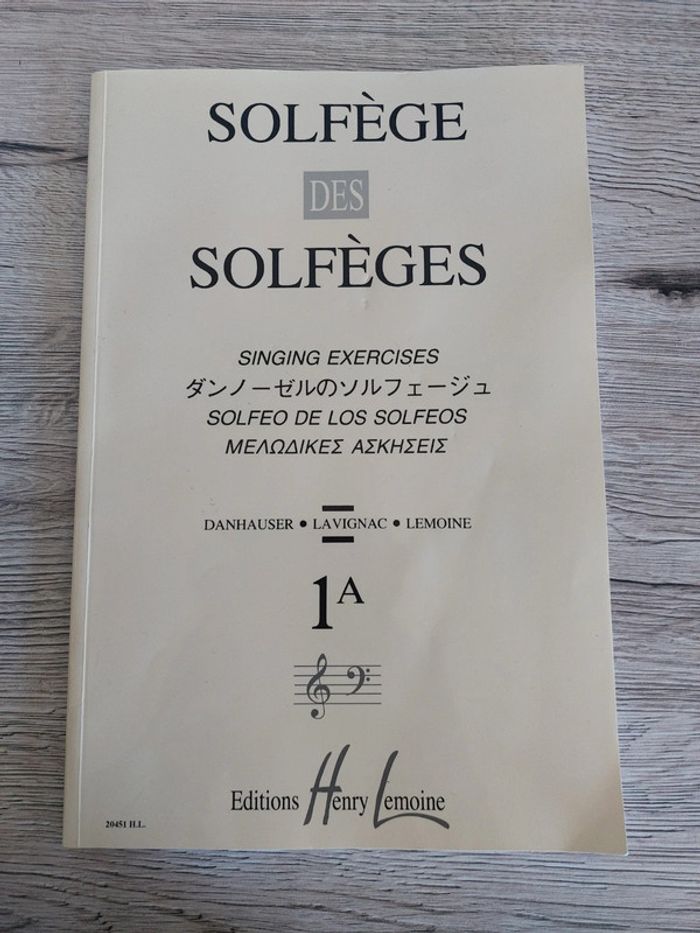 SOLFÈGE
DES
SOLFÈGES
SINGING EXERCISES
ダンノーゼルのソルフェージュ
SOLFEO DE LOS SOLFEOS
ΜΕΛΩΔΙΚΕΣ ΑΣΚΗΣΕΙΣ
DANHAUSER • LAVIGNAC • LEMOINE
1A
Editions Henry Lemoine
20451 H.L.